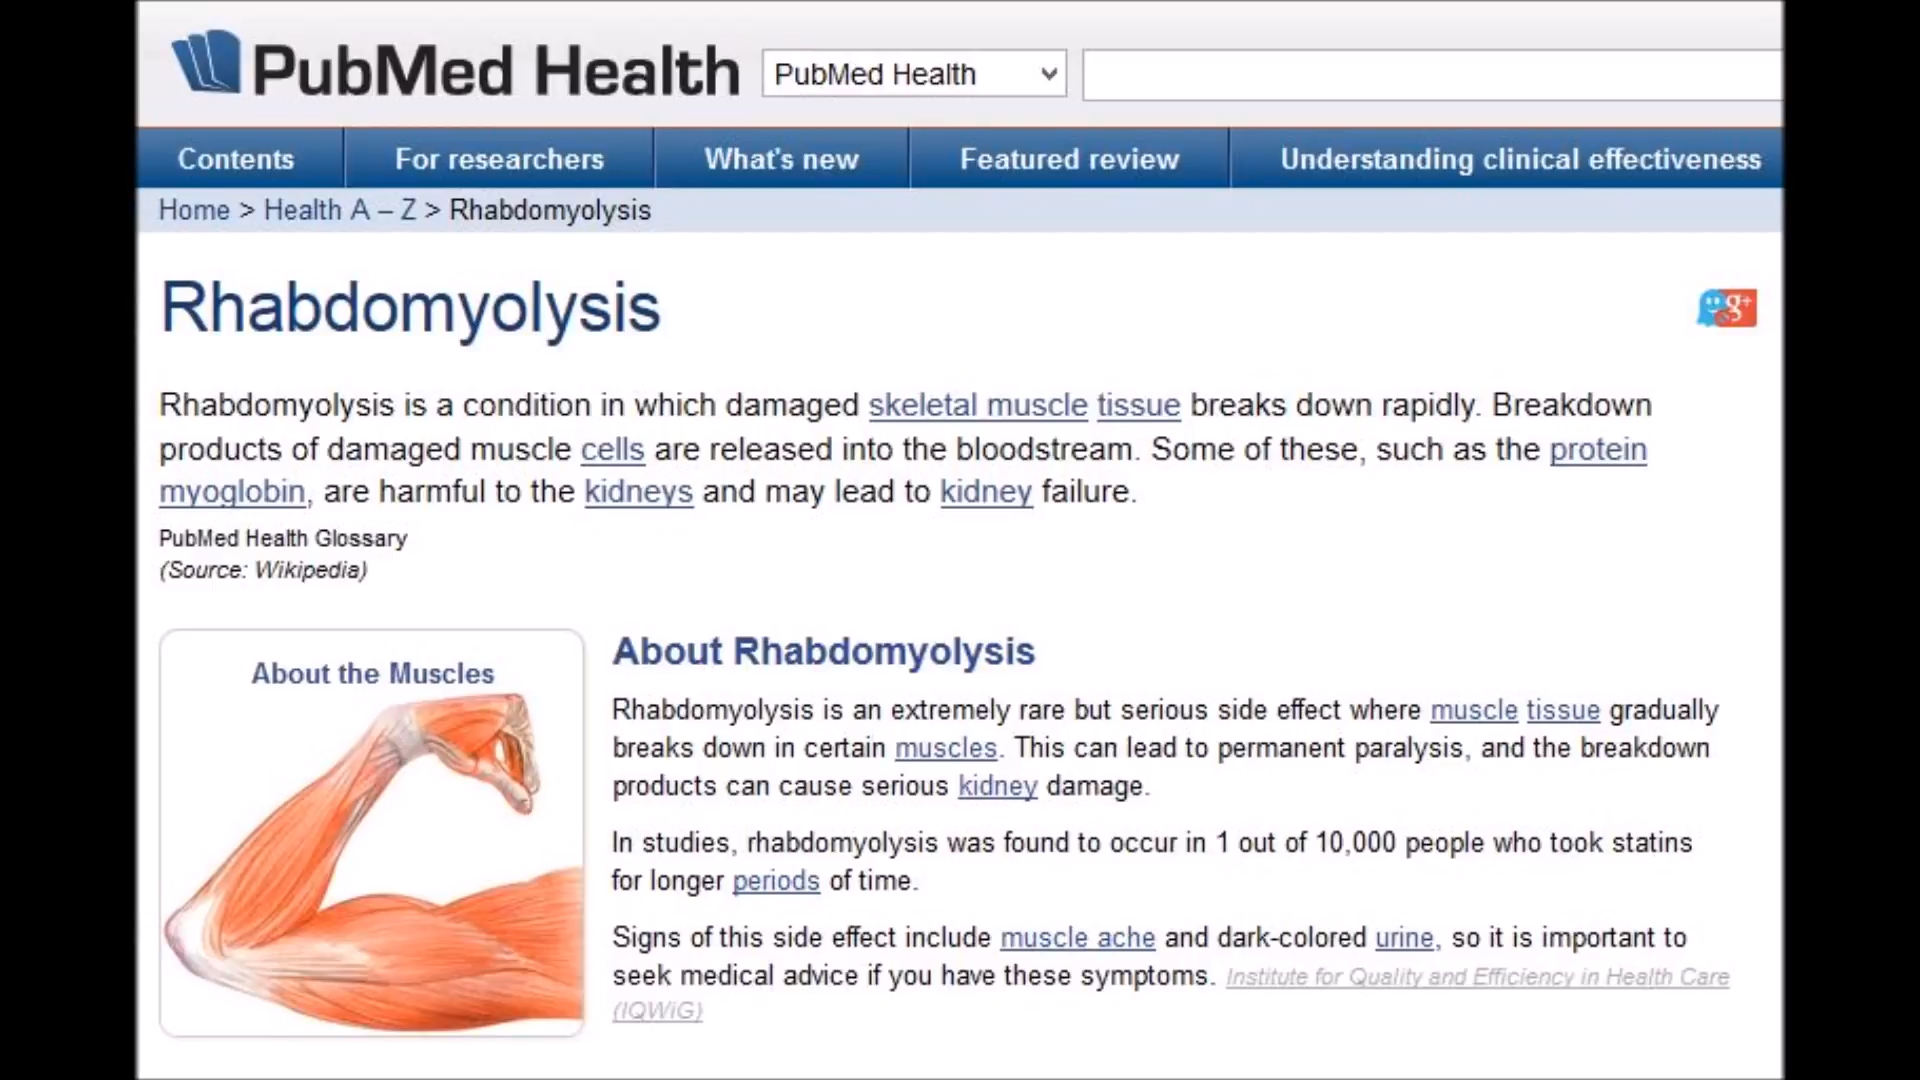 PubMed Health
PubMed Health
Contents
For researchers
What's new
Featured review
Understanding clinical effectiveness
Home > Health A – Z > Rhabdomyolysis
Rhabdomyolysis
g+
Rhabdomyolysis is a condition in which damaged skeletal muscle tissue breaks down rapidly. Breakdown
products of damaged muscle cells are released into the bloodstream. Some of these, such as the protein
myoglobin, are harmful to the kidneys and may lead to kidney failure.
PubMed Health Glossary
(Source: Wikipedia)
About the Muscles
About Rhabdomyolysis
Rhabdomyolysis is an extremely rare but serious side effect where muscle tissue gradually
breaks down in certain muscles. This can lead to permanent paralysis, and the breakdown
products can cause serious kidney damage.
In studies, rhabdomyolysis was found to occur in 1 out of 10,000 people who took statins
for longer periods of time.
Signs of this side effect include muscle ache and dark-colored urine, so it is important to
seek medical advice if you have these symptoms. Institute for Quality and Efficiency in Health Care
(IQWiG)